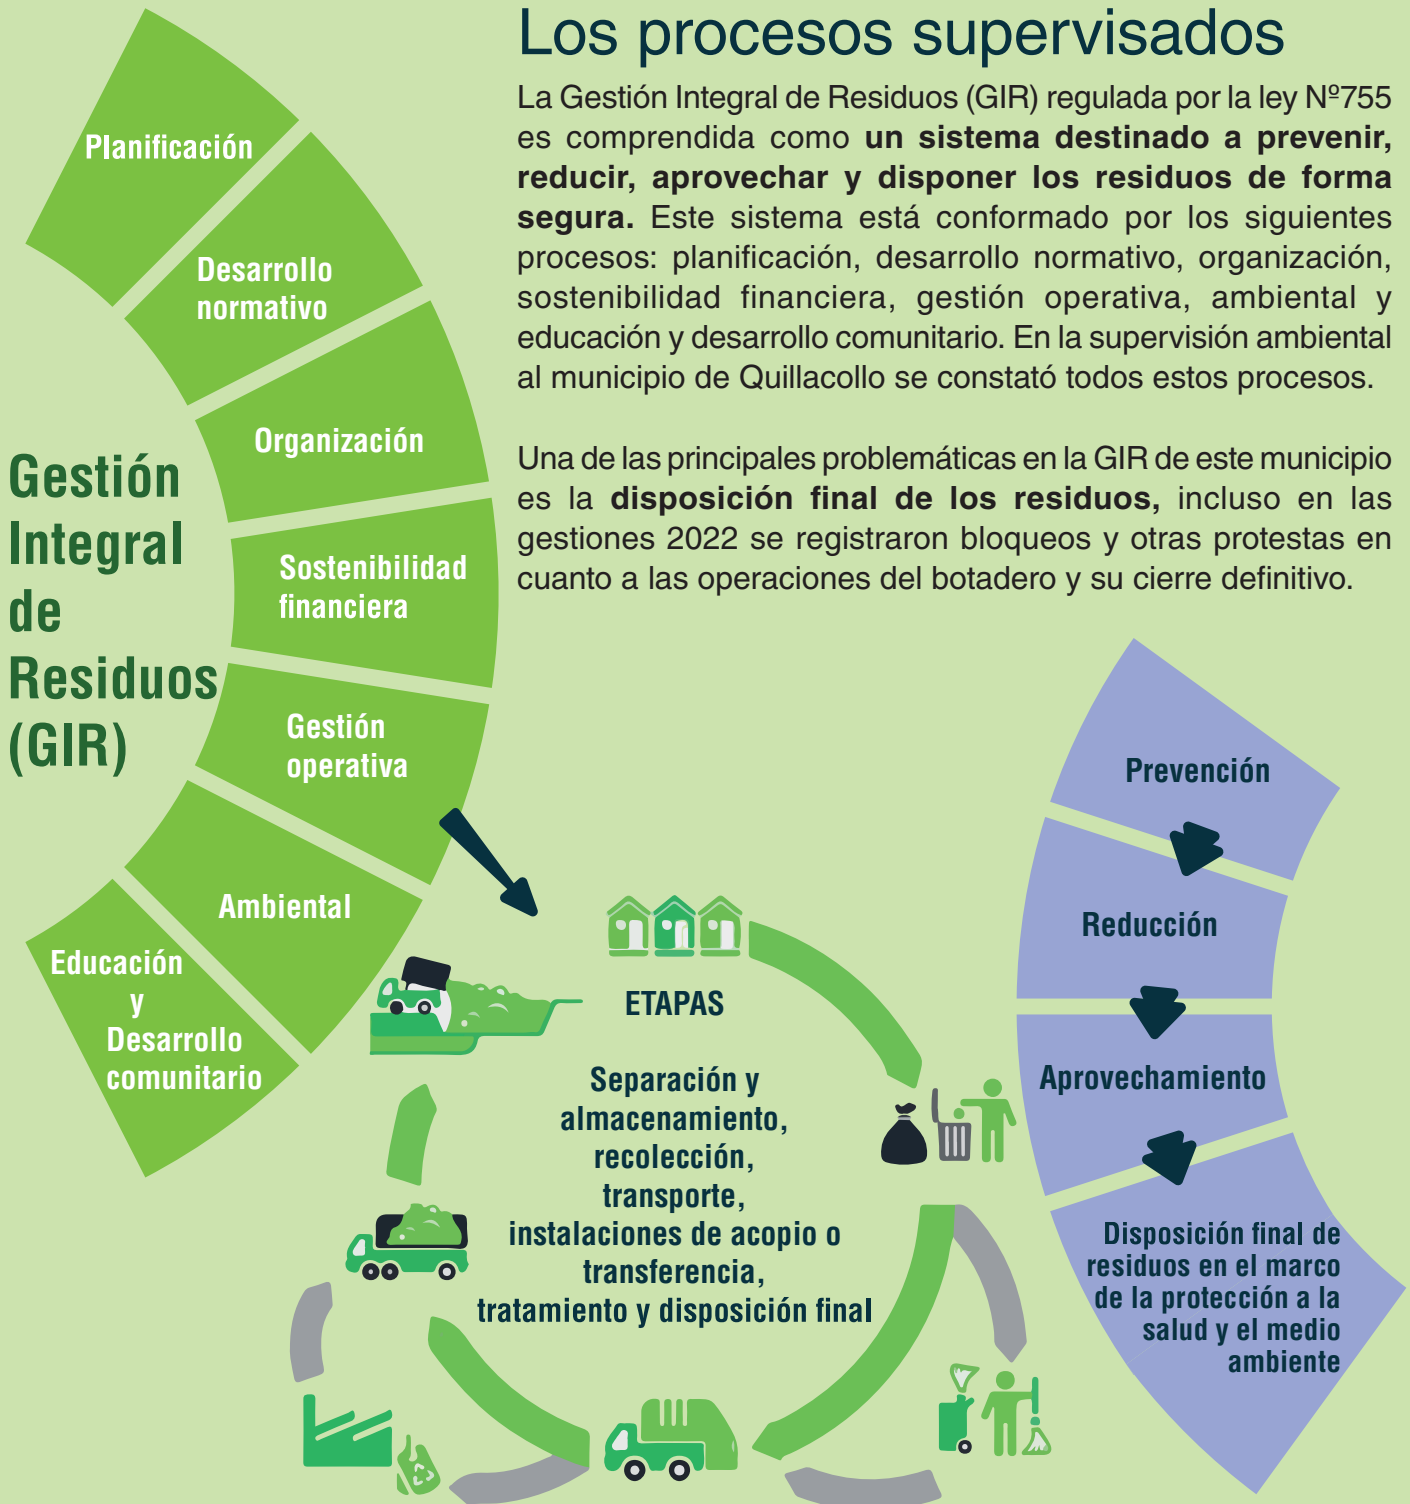 Los procesos supervisados
La Gestión Integral de Residuos (GIR) regulada por la ley Nº755
es comprendida como un sistema destinado a prevenir,
reducir, aprovechar y disponer los residuos de forma
segura. Este sistema está conformado por los siguientes
procesos: planificación, desarrollo normativo, organización,
sostenibilidad financiera, gestión operativa, ambiental y
educación y desarrollo comunitario. En la supervisión ambiental
al municipio de Quillacollo se constató todos estos procesos.
Una de las principales problemáticas en la GIR de este municipio
es la disposición final de los residuos, incluso en las
gestiones 2022 se registraron bloqueos y otras protestas en
cuanto a las operaciones del botadero y su cierre definitivo.
Gestión
Integral
de
Residuos
(GIR)
Planificación
Desarrollo
normativo
Organización
Sostenibilidad
financiera
Gestión
operativa
Ambiental
Educación
y
Desarrollo
comunitario
ETAPAS
Separación y
almacenamiento,
recolección,
transporte,
instalaciones de acopio o
transferencia,
tratamiento y disposición final
Prevención
Reducción
Aprovechamiento
Disposición final de
residuos en el marco
de la protección a la
salud y el medio
ambiente